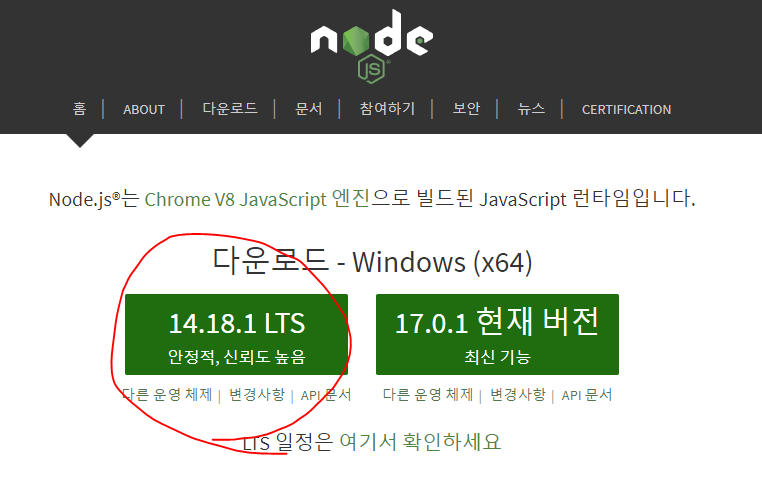 node
JS
홈 | ABOUT | 다운로드 | 문서 | 참여하기 | 보안 | 뉴스 | CERTIFICATION
Node.js®는 Chrome V8 JavaScript 엔진으로 빌드된 JavaScript 런타임입니다.
다운로드 - Windows (x64)
14.18.1 LTS
안정적, 신뢰도 높음
다른 운영 체제 | 변경사항 | API 문서
17.0.1 현재 버전
최신 기능
다른 운영 체제 | 변경사항 | API 문서
LTS 일정은 여기서 확인하세요